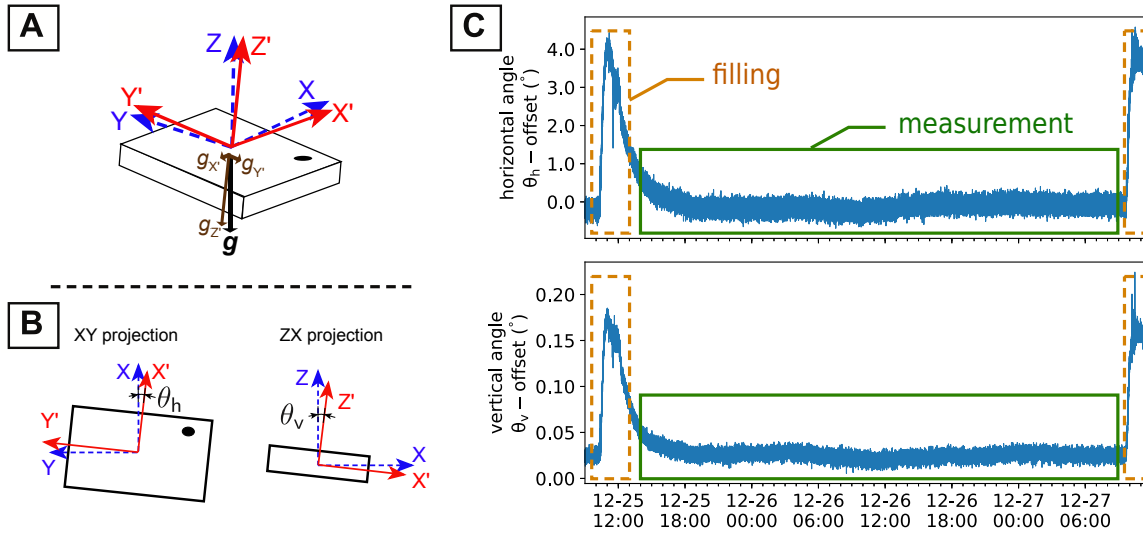 A
Z
Z'
X
X'
Y'
Y
gX'
gY'
gZ'
g
B
XY projection
ZX projection
X
X'
θh
Y'
Y
Z
Z'
θv
X
X'
C
horizontal angle
θh − offset (°)
4.0
3.0
2.0
1.0
0.0
filling
measurement
vertical angle
θv − offset (°)
0.20
0.15
0.10
0.05
0.00
12-25 12-25 12-26 12-26 12-26 12-26 12-27 12-27
12:00 18:00 00:00 06:00 12:00 18:00 00:00 06:00